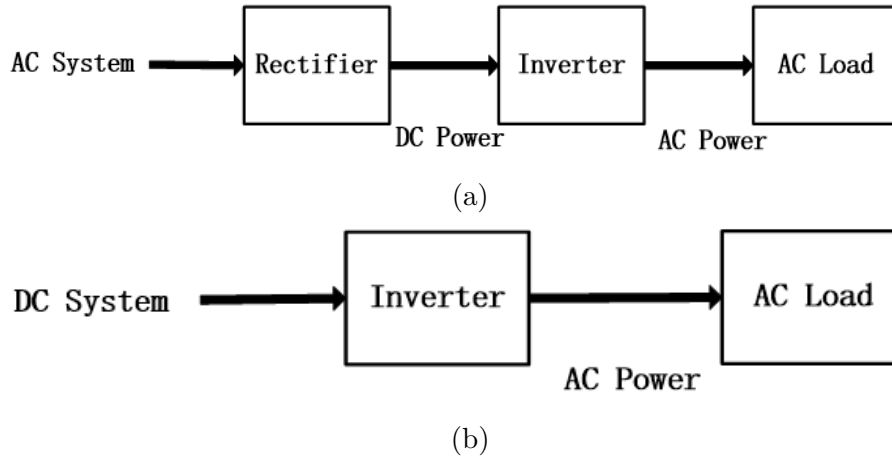 AC System Rectifier Inverter AC Load
DC Power AC Power
(a)
DC System Inverter AC Load
AC Power
(b)